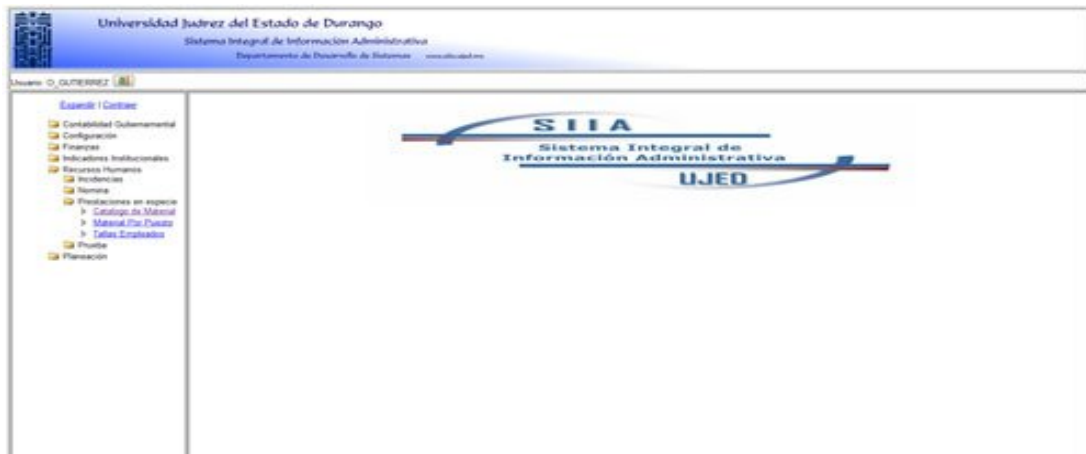 Universidad Juárez del Estado de Durango
Sistema Integral de Información Administrativa
Departamento de Desarrollo de Sistemas
Usuario: O_GUTIERREZ
Expandir | Contraer
Contabilidad Gubernamental
Configuración
Finanzas
Indicadores Institucionales
Recursos Humanos
Incidencias
Nomina
Prestaciones en especie
Catalogo de Material
Material Por Puesto
Tallas Empleados
Prueba
Planeación
SIIA
Sistema Integral de
Información Administrativa
UJED